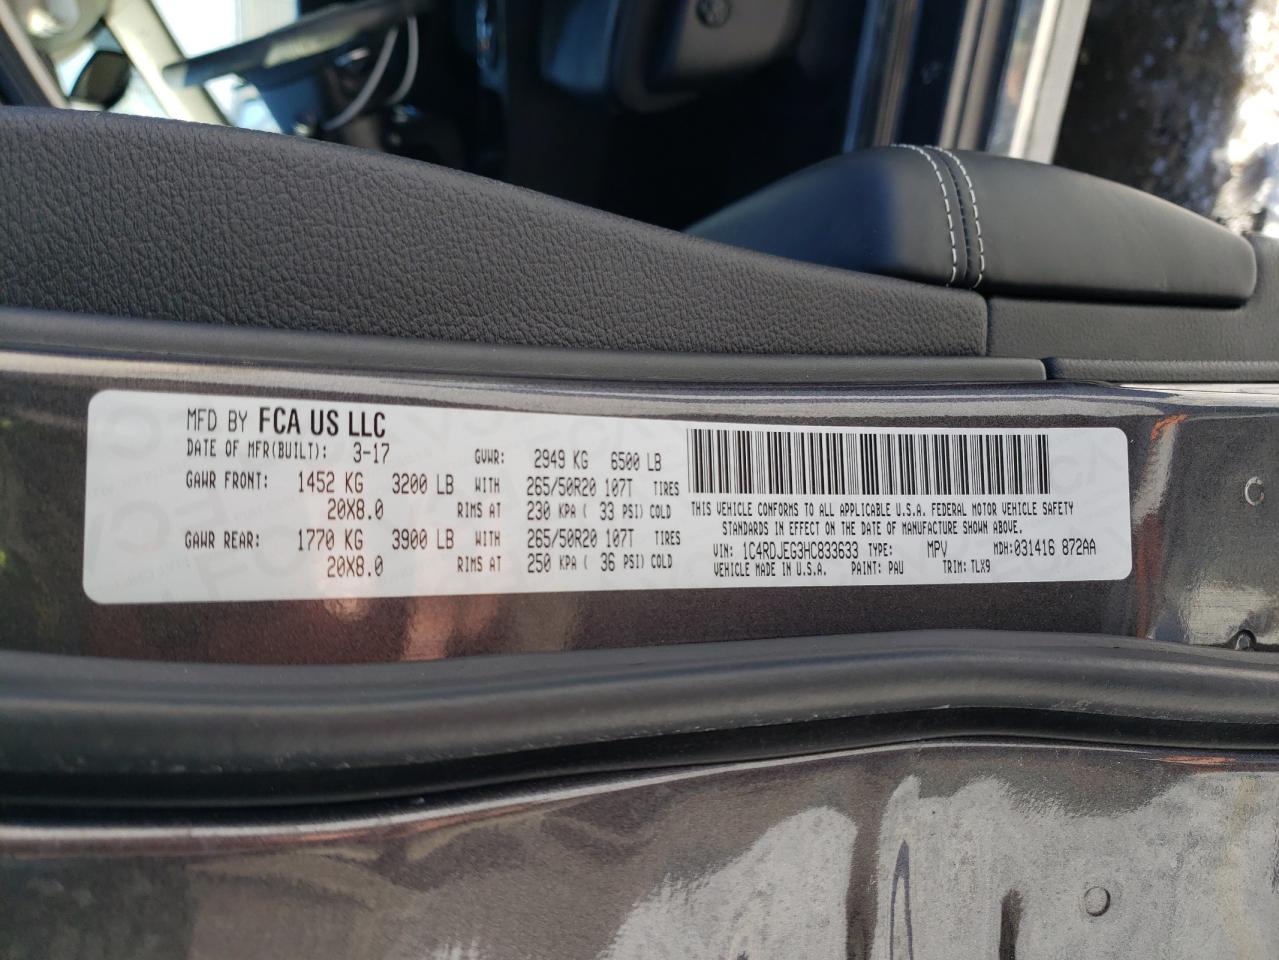 MFD BY FCA US LLC
DATE OF MFR(BUILT): 3-17 GVWR: 2949 KG 6500 LB
GAWR FRONT: 1452 KG 3200 LB WITH 265/50R20 107T TIRES
20X8.0 RIMS AT 230 KPA ( 33 PSI) COLD
GAWR REAR: 1770 KG 3900 LB WITH 265/50R20 107T TIRES
20X8.0 RIMS AT 250 KPA ( 36 PSI) COLD
THIS VEHICLE CONFORMS TO ALL APPLICABLE U.S.A. FEDERAL MOTOR VEHICLE SAFETY
STANDARDS IN EFFECT ON THE DATE OF MANUFACTURE SHOWN ABOVE.
VIN: 1C4RDJEG3HC833633 TYPE: MPV MDH:031416 872AA
VEHICLE MADE IN U.S.A. PAINT: PAU TRIM: TLX9